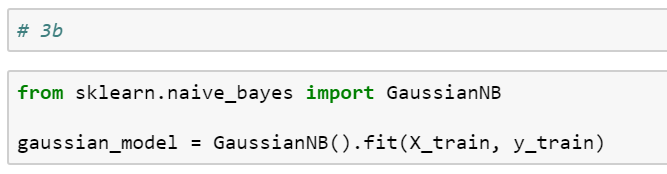 # 3b
from sklearn.naive_bayes import GaussianNB
gaussian_model = GaussianNB().fit(X_train, y_train)